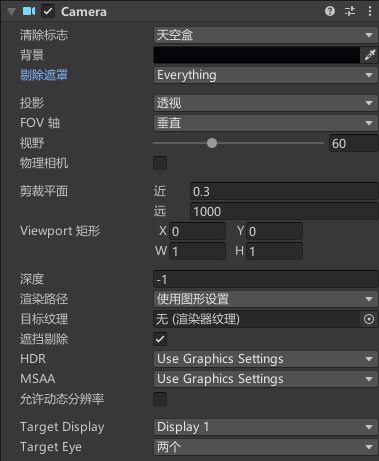 Camera
清除标志 天空盒
背景
剔除遮罩 Everything
投影 透视
FOV 轴 垂直
视野 60
物理相机
剪裁平面 近 0.3
远 1000
Viewport 矩形 X 0 Y 0
W 1 H 1
深度 -1
渲染路径 使用图形设置
目标纹理 无 (渲染器纹理)
遮挡剔除
HDR Use Graphics Settings
MSAA Use Graphics Settings
允许动态分辨率
Target Display Display 1
Target Eye 两个